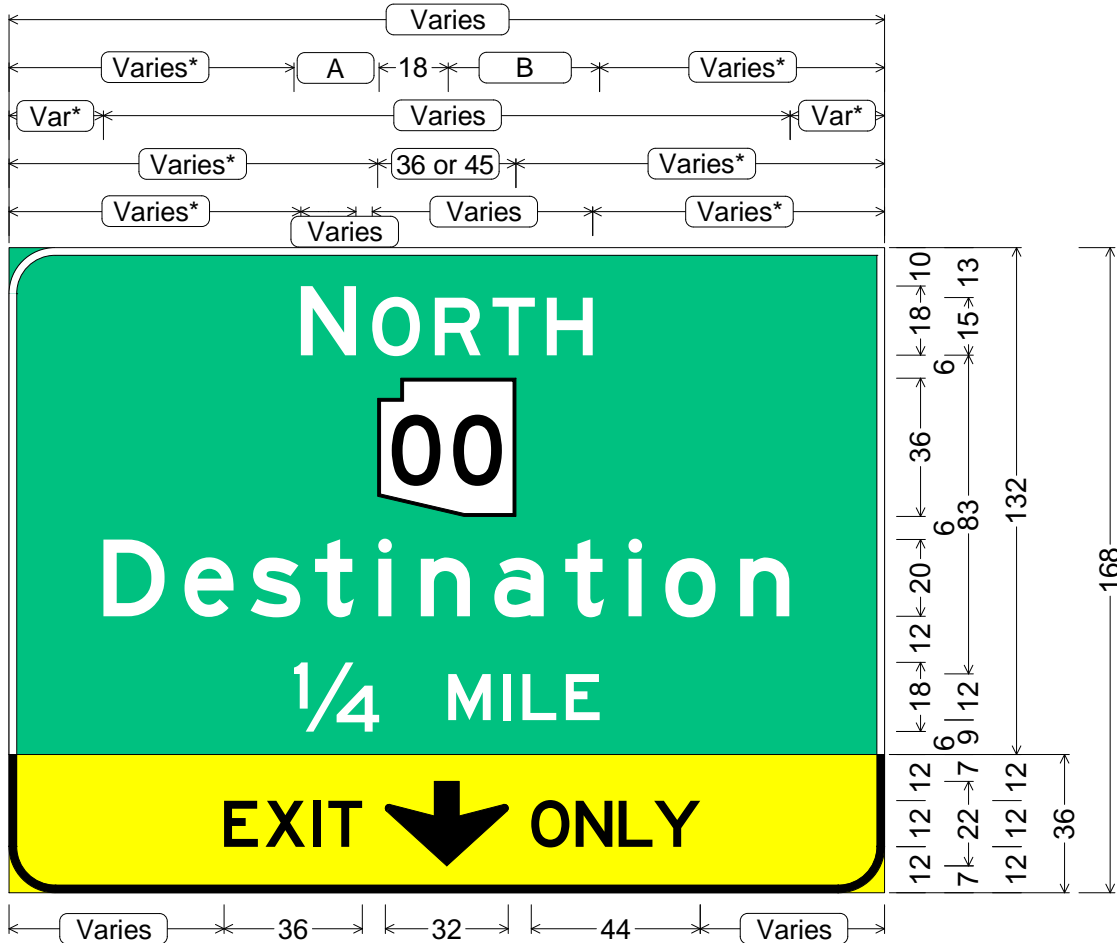 Varies
Varies* A 18 B Varies*
Var* Varies Var*
Varies* 36 or 45 Varies*
Varies* Varies Varies*
Varies
NORTH
00
Destination
1/4 MILE
EXIT ONLY
10 18 36 20 12 18 12 12 12
6 6 6
13 15 83 12 9 7 22 7
132 12 12 12
36
168
Varies 36 32 44 Varies